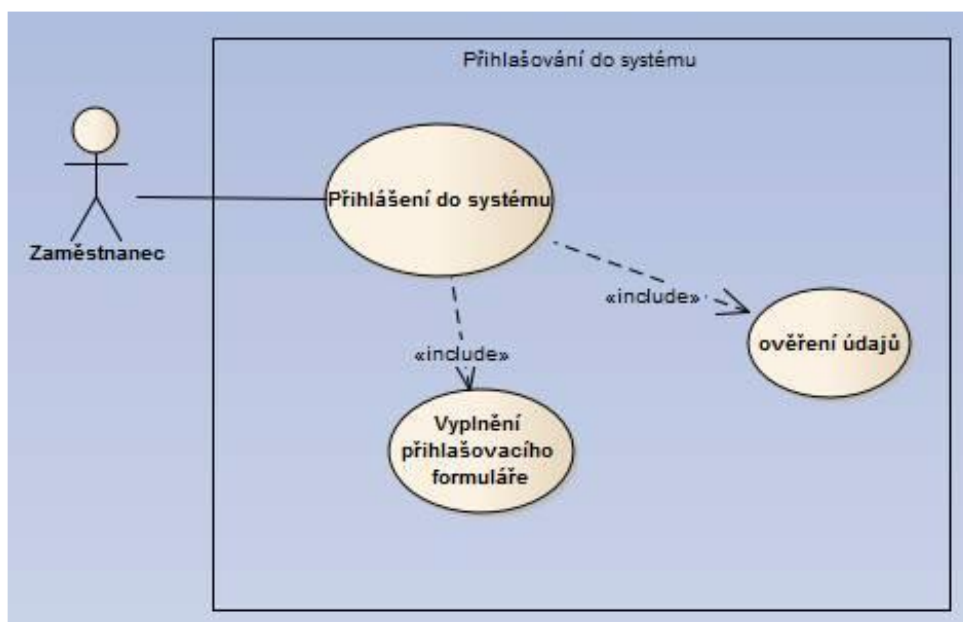 Přihlašování do systému
Přihlášení do systému
Zaměstnanec
«include»
ověření údajů
«include»
Vyplnění
přihlašovacího
formuláře